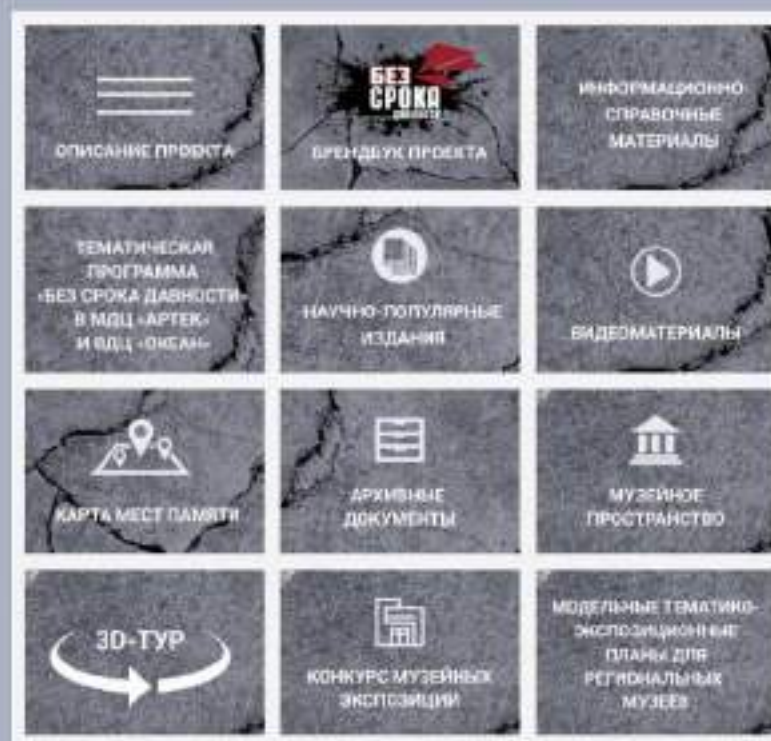 ОПИСАНИЕ ПРОЕКТА
БЕЗ
СРОКА
ДАВНОСТИ
БРЕНДБУК ПРОЕКТА
ИНФОРМАЦИОННО
СПРАВОЧНЫЕ
МАТЕРИАЛЫ
ТЕМАТИЧЕСКАЯ
ПРОГРАММА
«БЕЗ СРОКА ДАВНОСТИ»
В МДЦ «АРТЕК»
И ВДЦ «ОКЕАН»
НАУЧНО-ПОПУЛЯРНЫЕ
ИЗДАНИЯ
ВИДЕОМАТЕРИАЛЫ
КАРТА МЕСТ ПАМЯТИ
АРХИВНЫЕ
ДОКУМЕНТЫ
МУЗЕЙНОЕ
ПРОСТРАНСТВО
3D-ТУР
КОНКУРС МУЗЕЙНЫХ
ЭКСПОЗИЦИЙ
МОДЕЛЬНЫЕ ТЕМАТИКО-
ЭКСПОЗИЦИОННЫЕ
ПЛАНЫ ДЛЯ
РЕГИОНАЛЬНЫХ
МУЗЕЕВ